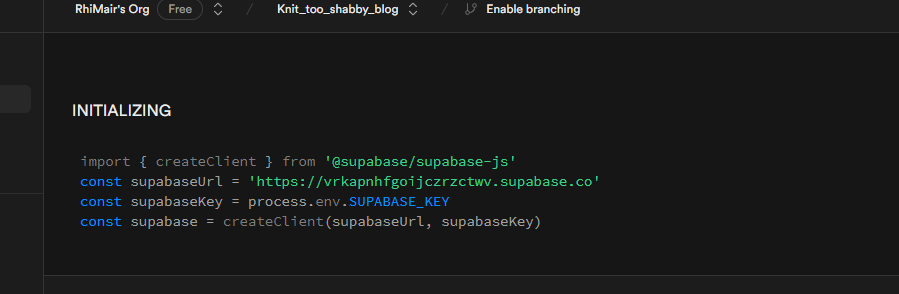 RhiMair's Org Free / Knit_too_shabby_blog / Enable branching
INITIALIZING
import { createClient } from '@supabase/supabase-js'
const supabaseUrl = 'https://vrkapnhfgoijczrzctwv.supabase.co'
const supabaseKey = process.env.SUPABASE_KEY
const supabase = createClient(supabaseUrl, supabaseKey)